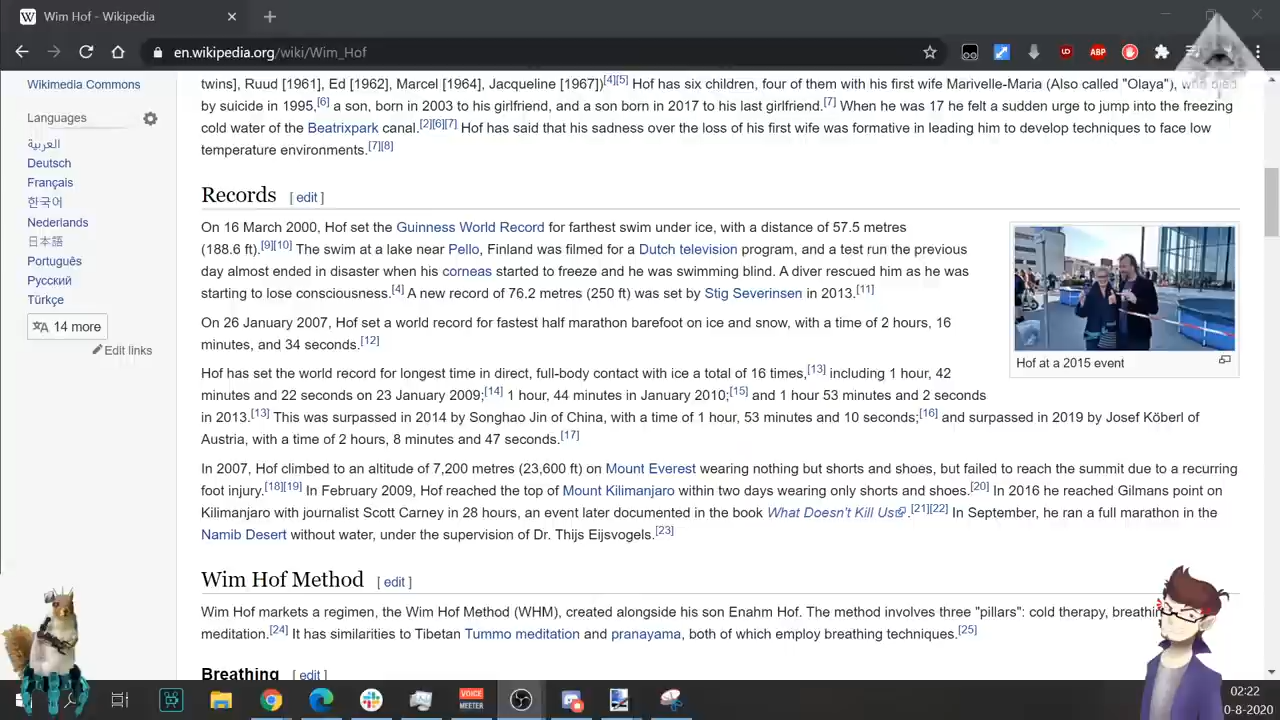 Wim Hof - Wikipedia
en.wikipedia.org/wiki/Wim_Hof
UD
ABP
Wikimedia Commons
Languages
العربية
Deutsch
Français
한국어
Nederlands
日本語
Português
Русский
Türkçe
14 more
Edit links
twins], Ruud [1961], Ed [1962], Marcel [1964], Jacqueline [1967])[4][5] Hof has six children, four of them with his first wife Marivelle-Maria (Also called "Olaya"), who died
by suicide in 1995,[6] a son, born in 2003 to his girlfriend, and a son born in 2017 to his last girlfriend.[7] When he was 17 he felt a sudden urge to jump into the freezing
cold water of the Beatrixpark canal.[2][6][7] Hof has said that his sadness over the loss of his first wife was formative in leading him to develop techniques to face low
temperature environments.[7][8]
Records [ edit ]
On 16 March 2000, Hof set the Guinness World Record for farthest swim under ice, with a distance of 57.5 metres
(188.6 ft).[9][10] The swim at a lake near Pello, Finland was filmed for a Dutch television program, and a test run the previous
day almost ended in disaster when his corneas started to freeze and he was swimming blind. A diver rescued him as he was
starting to lose consciousness.[4] A new record of 76.2 metres (250 ft) was set by Stig Severinsen in 2013.[11]
On 26 January 2007, Hof set a world record for fastest half marathon barefoot on ice and snow, with a time of 2 hours, 16
minutes, and 34 seconds.[12]
Hof at a 2015 event
Hof has set the world record for longest time in direct, full-body contact with ice a total of 16 times,[13] including 1 hour, 42
minutes and 22 seconds on 23 January 2009;[14] 1 hour, 44 minutes in January 2010;[15] and 1 hour 53 minutes and 2 seconds
in 2013.[13] This was surpassed in 2014 by Songhao Jin of China, with a time of 1 hour, 53 minutes and 10 seconds;[16] and surpassed in 2019 by Josef Köberl of
Austria, with a time of 2 hours, 8 minutes and 47 seconds.[17]
In 2007, Hof climbed to an altitude of 7,200 metres (23,600 ft) on Mount Everest wearing nothing but shorts and shoes, but failed to reach the summit due to a recurring
foot injury.[18][19] In February 2009, Hof reached the top of Mount Kilimanjaro within two days wearing only shorts and shoes.[20] In 2016 he reached Gilmans point on
Kilimanjaro with journalist Scott Carney in 28 hours, an event later documented in the book What Doesn't Kill Us.[21][22] In September, he ran a full marathon in the
Namib Desert without water, under the supervision of Dr. Thijs Eijsvogels.[23]
Wim Hof Method [ edit ]
Wim Hof markets a regimen, the Wim Hof Method (WHM), created alongside his son Enahm Hof. The method involves three "pillars": cold therapy, breathin
meditation.[24] It has similarities to Tibetan Tummo meditation and pranayama, both of which employ breathing techniques.[25]
Breathing [ edit ]
VOICE
MEETER
02:22
0-8-2020